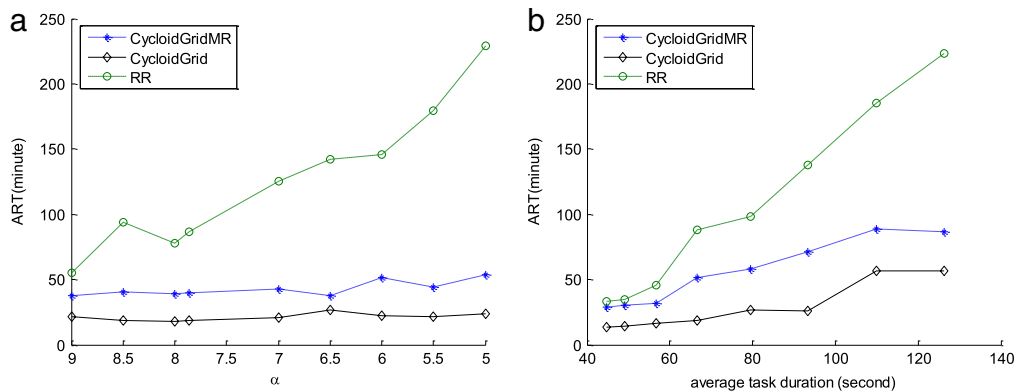 a
250
200
150
100
50
0
ART(minute)
CycloidGridMR
CycloidGrid
RR
9 8.5 8 7.5 7 6.5 6 5.5 5
α
b
250
200
150
100
50
0
ART(minute)
CycloidGridMR
CycloidGrid
RR
40 60 80 100 120 140
average task duration (second)